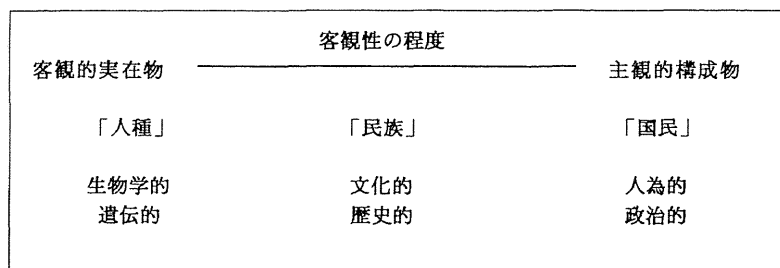 客観性の程度
客観的実在物 主観的構成物
「人種」 「民族」 「国民」
生物学的 文化的 人為的
遺伝的 歴史的 政治的